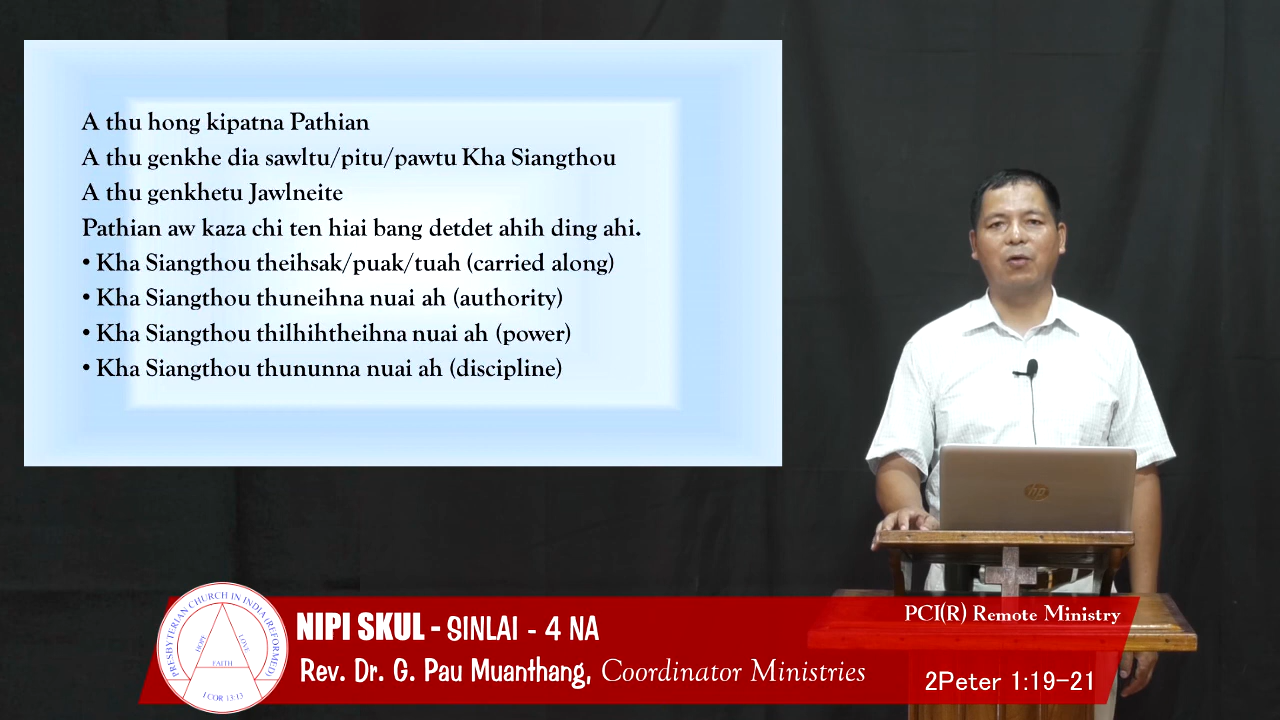 A thu hong kipatna Pathian
A thu genkhe dia sawltu/pitu/pawtu Kha Siangthou
A thu genkhetu Jawlneite
Pathian aw kaza chi ten hiai bang detdet ahih ding ahi.
• Kha Siangthou theihsak/puak/tuah (carried along)
• Kha Siangthou thuneihna nuai ah (authority)
• Kha Siangthou thilhihtheihna nuai ah (power)
• Kha Siangthou thununna nuai ah (discipline)
hp
PCI(R) Remote Ministry
PRESBYTERIAN CHURCH IN INDIA (REFORMED)
HOPE
LOVE
FAITH
I COR 13:13
NIPI SKUL - SINLAI - 4 NA
Rev. Dr. G. Pau Muanthang, Coordinator Ministries
2Peter 1:19-21